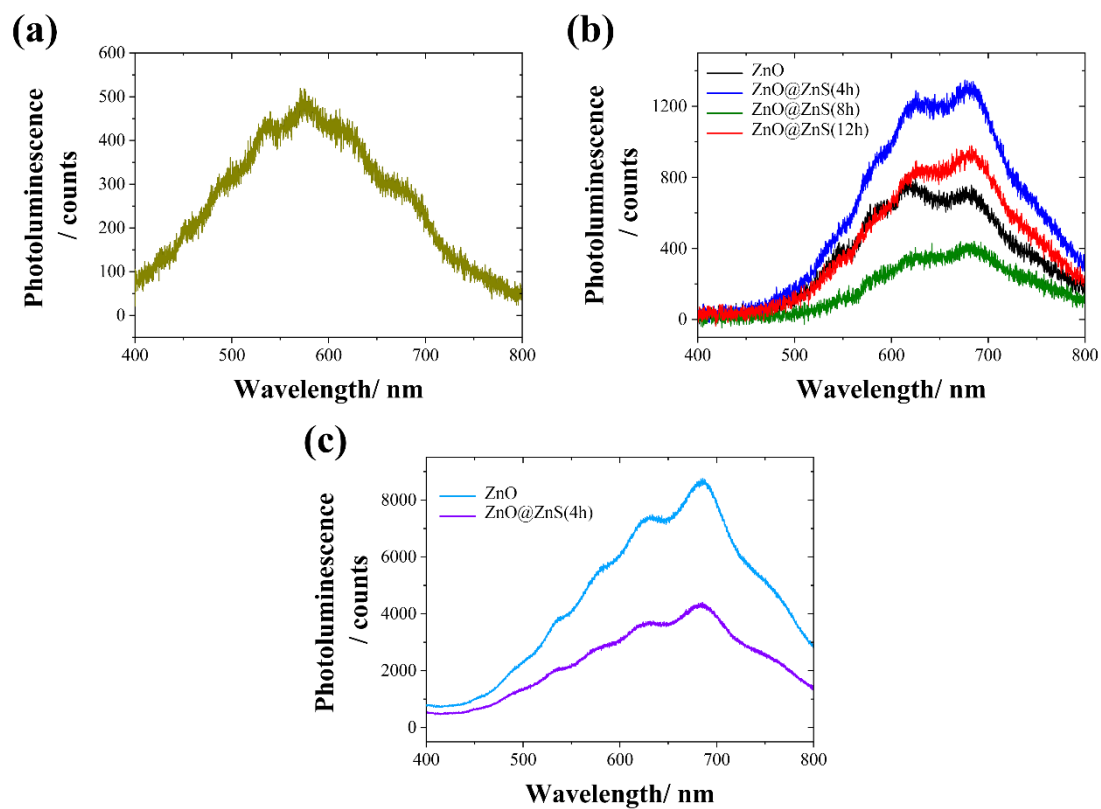 (a)
Photoluminescence
/ counts
600
500
400
300
200
100
0
400
500
600
700
800
Wavelength/ nm
(b)
Photoluminescence
/ counts
1200
800
400
0
ZnO
ZnO@ZnS(4h)
ZnO@ZnS(8h)
ZnO@ZnS(12h)
400
500
600
700
800
Wavelength/ nm
(c)
Photoluminescence
/ counts
8000
6000
4000
2000
0
ZnO
ZnO@ZnS(4h)
400
500
600
700
800
Wavelength/ nm